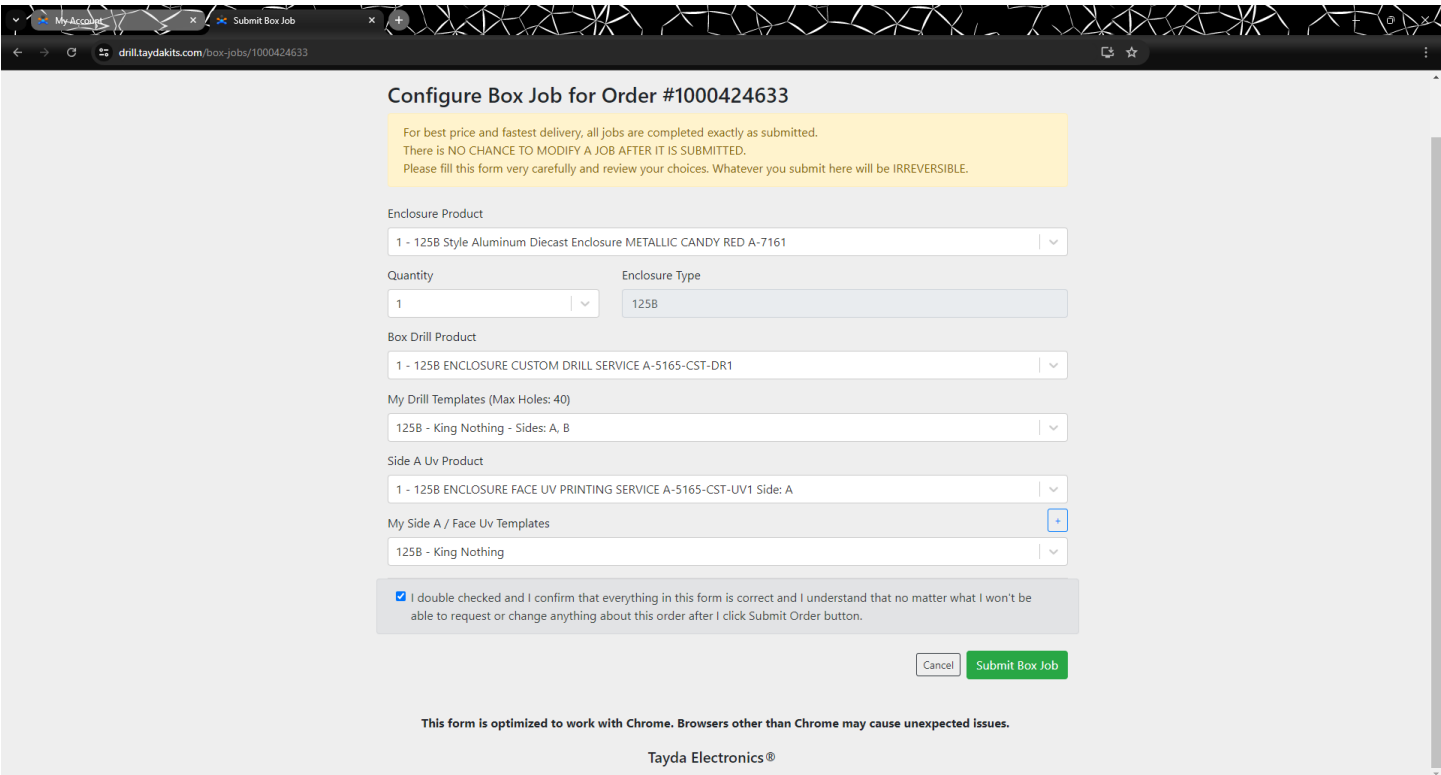 My Account
Submit Box Job
drill.taydakits.com/box-jobs/1000424633
Configure Box Job for Order #1000424633
For best price and fastest delivery, all jobs are completed exactly as submitted.
There is NO CHANCE TO MODIFY A JOB AFTER IT IS SUBMITTED.
Please fill this form very carefully and review your choices. Whatever you submit here will be IRREVERSIBLE.
Enclosure Product
1 - 125B Style Aluminum Diecast Enclosure METALLIC CANDY RED A-7161
Quantity
Enclosure Type
1
125B
Box Drill Product
1 - 125B ENCLOSURE CUSTOM DRILL SERVICE A-5165-CST-DR1
My Drill Templates (Max Holes: 40)
125B - King Nothing - Sides: A, B
Side A Uv Product
1 - 125B ENCLOSURE FACE UV PRINTING SERVICE A-5165-CST-UV1 Side: A
My Side A / Face Uv Templates
+
125B - King Nothing
I double checked and I confirm that everything in this form is correct and I understand that no matter what I won't be
able to request or change anything about this order after I click Submit Order button.
Cancel
Submit Box Job
This form is optimized to work with Chrome. Browsers other than Chrome may cause unexpected issues.
Tayda Electronics®